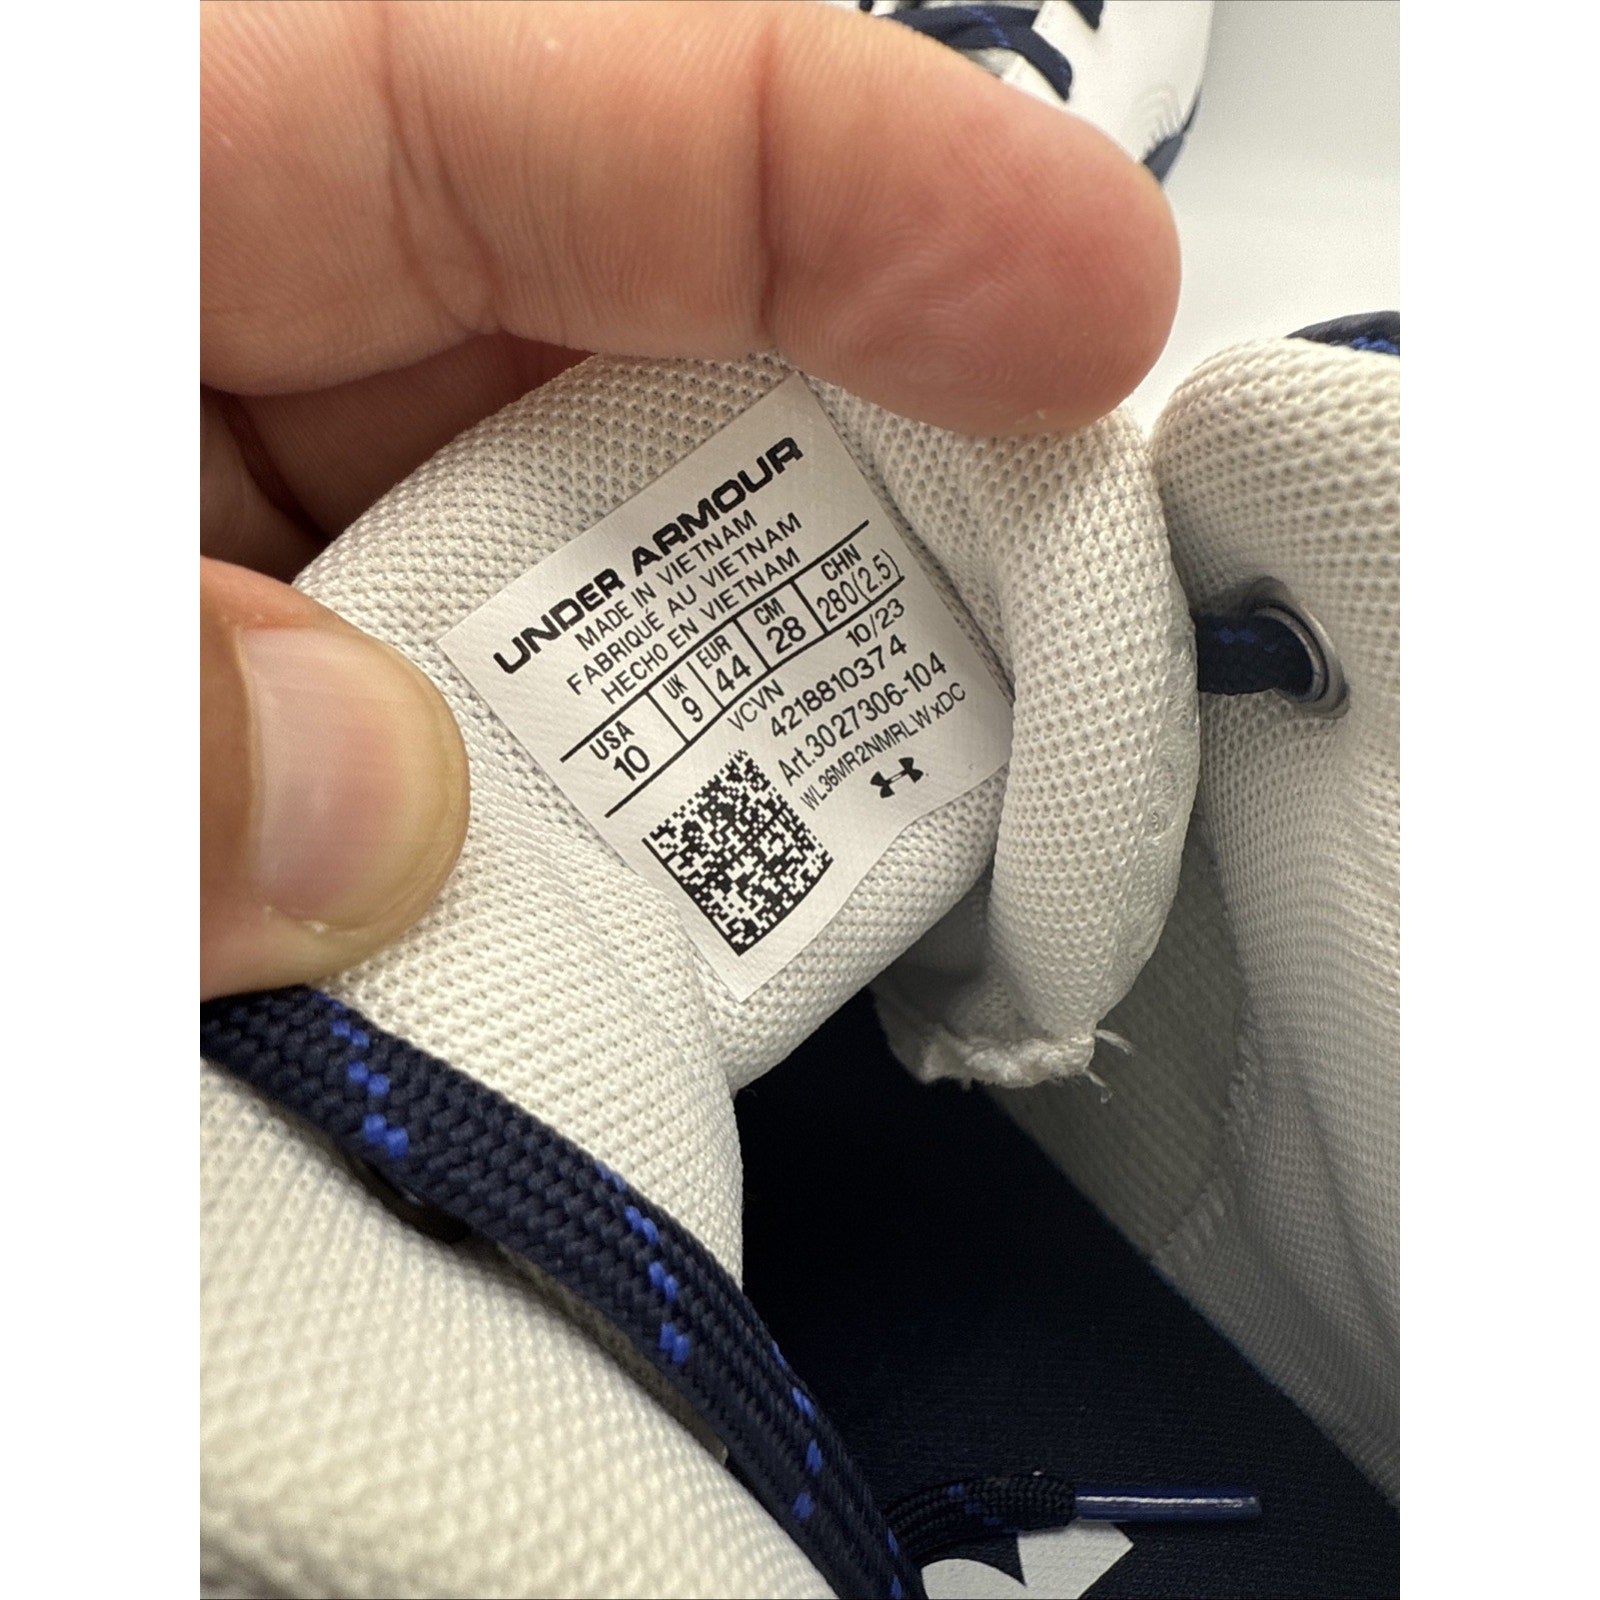 UNDER ARMOUR
MADE IN VIETNAM
FABRIQUÉ AU VIETNAM
HECHO EN VIETNAM
USA UK EUR CM CHN
10 9 44 28 280(2.5)
VCVN 10/23
4218810374
Art.3027306-104
WL36MR2NMRLWxDC